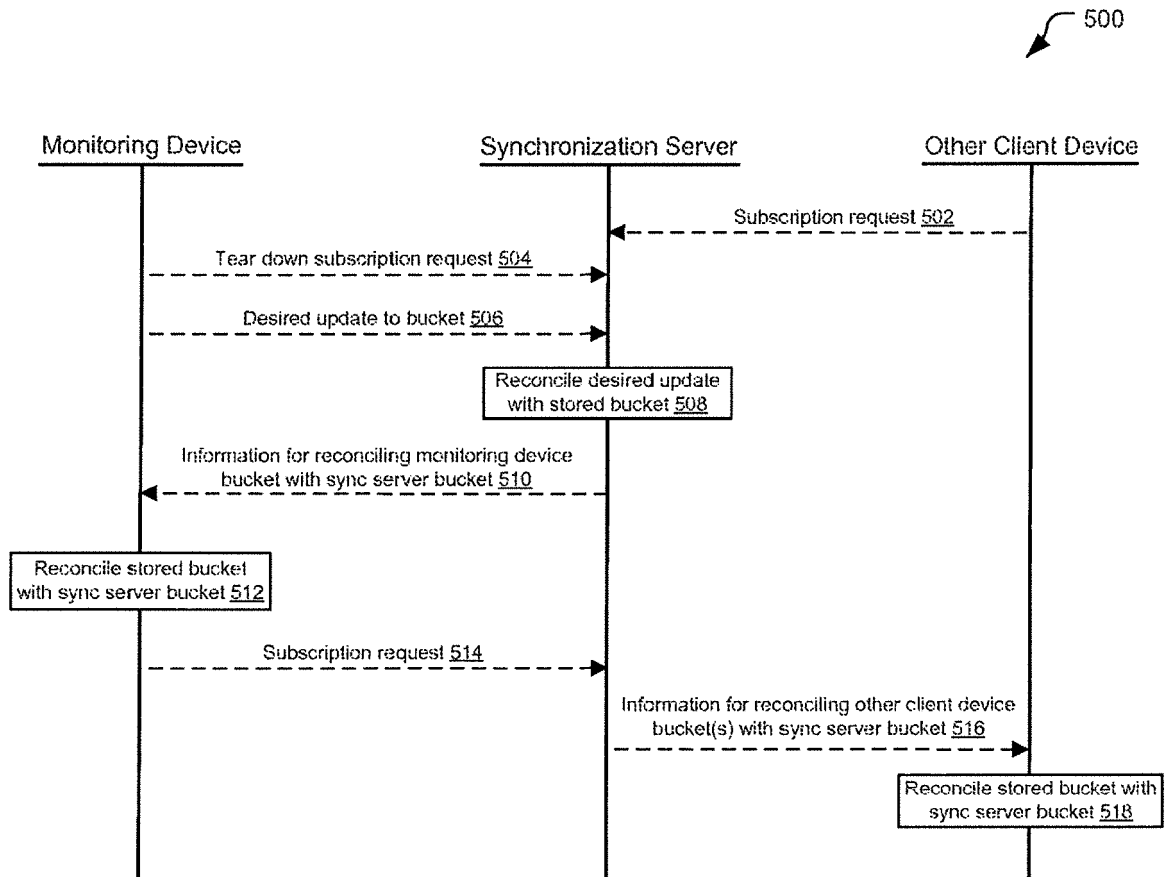 500
Monitoring Device
Synchronization Server
Other Client Device
Subscription request 502
Tear down subscription request 504
Desired update to bucket 506
Reconcile desired update
with stored bucket 508
Information for reconciling monitoring device
bucket with sync server bucket 510
Reconcile stored bucket
with sync server bucket 512
Subscription request 514
Information for reconciling other client device
bucket(s) with sync server bucket 516
Reconcile stored bucket with
sync server bucket 518